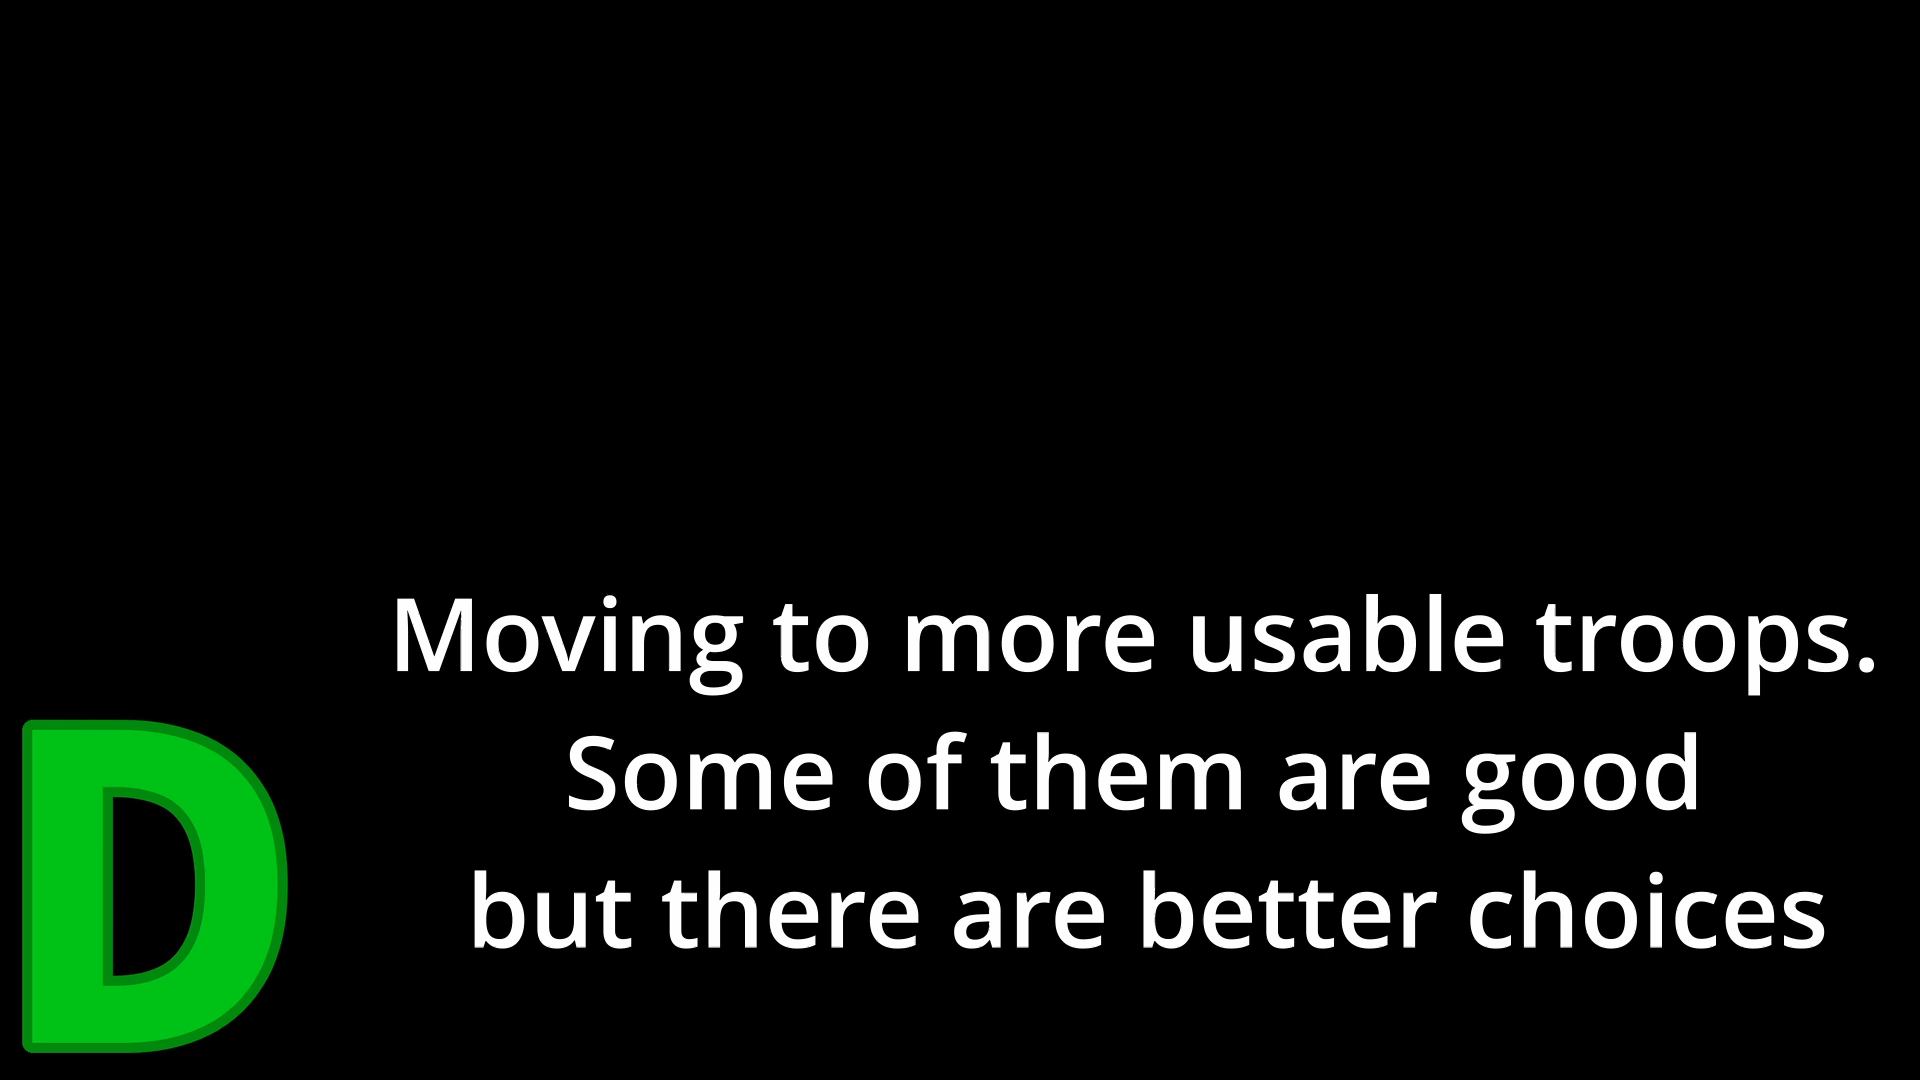 Moving to more usable troops.
Some of them are good
but there are better choices
D